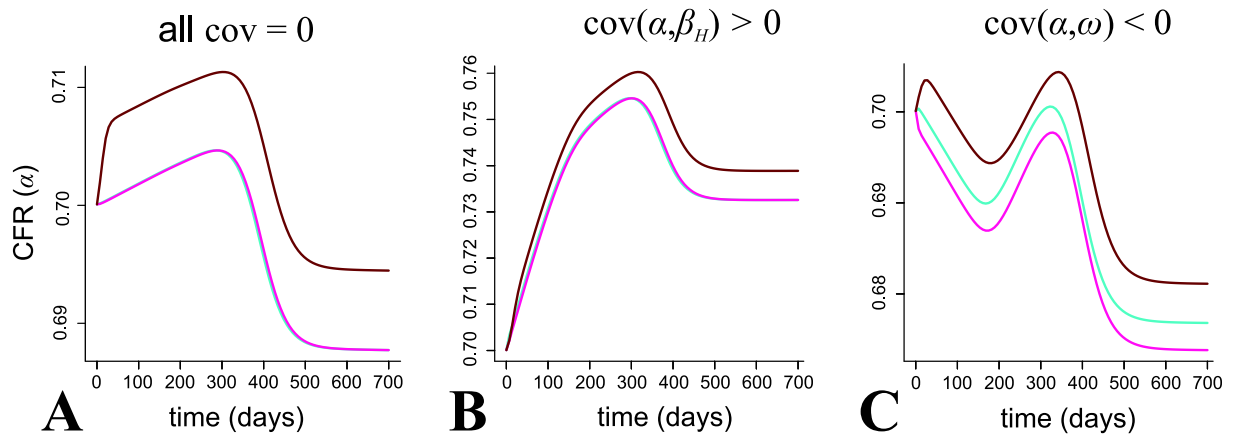 all cov = 0
cov(α,β_H) > 0
cov(α,ω) < 0
CFR (α)
0.71
0.70
0.69
0 100 200 300 400 500 600 700
time (days)
A
0.76
0.75
0.74
0.73
0.72
0.71
0.70
0 100 200 300 400 500 600 700
time (days)
B
0.70
0.69
0.68
0 100 200 300 400 500 600 700
time (days)
C